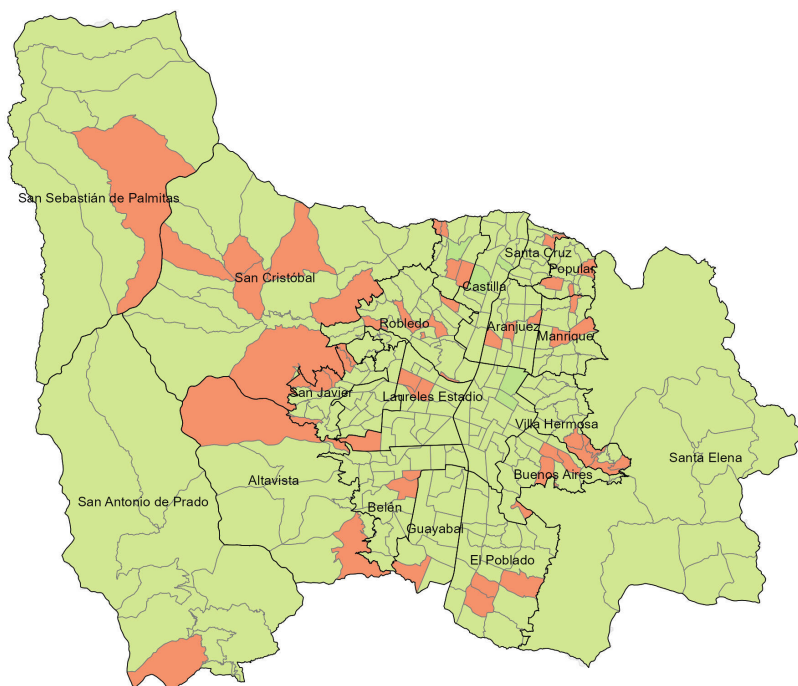 San Sebastián de Palmitas
San Cristóbal
Santa Cruz
Popular
Castilla
Robledo
Aranjuez
Manrique
San Javier
Laureles Estadio
Villa Hermosa
Santa Elena
Buenos Aires
San Antonio de Prado
Altavista
Belén
Guayabal
El Poblado